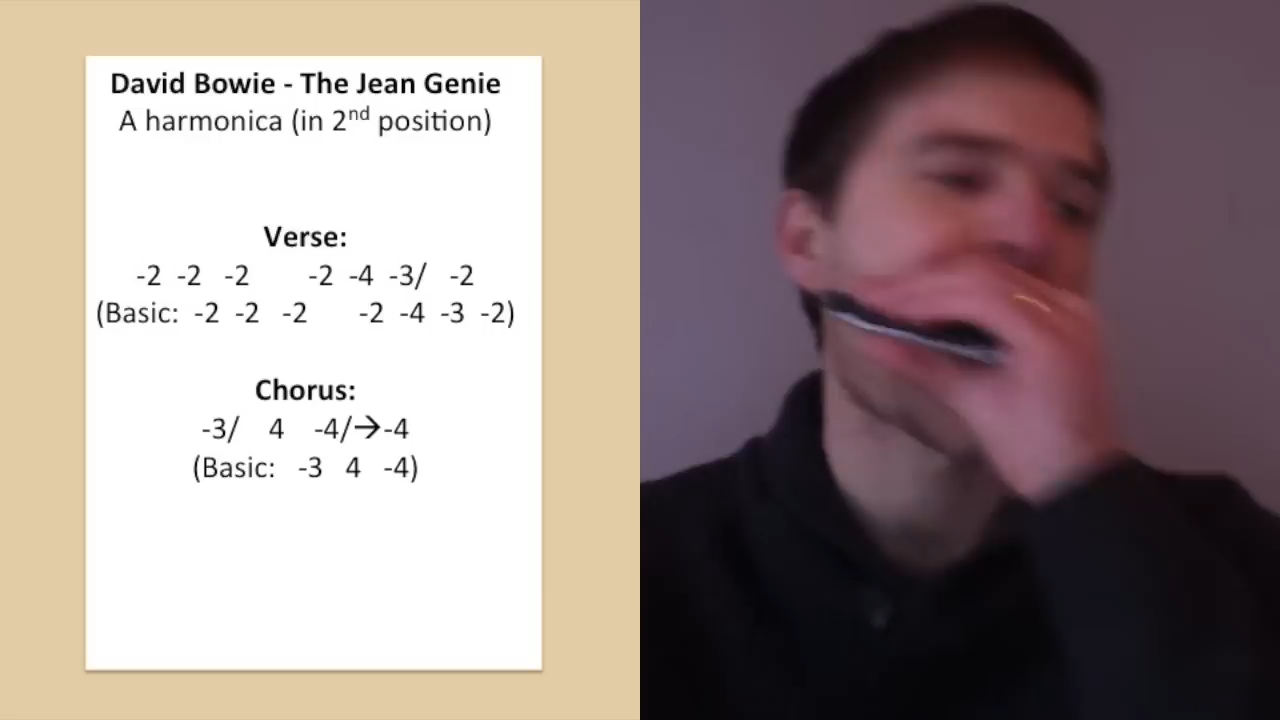 David Bowie - The Jean Genie
A harmonica (in 2nd position)
Verse:
-2 -2 -2 -2 -4 -3/ -2
(Basic: -2 -2 -2 -2 -4 -3 -2)
Chorus:
-3/ 4 -4/→-4
(Basic: -3 4 -4)